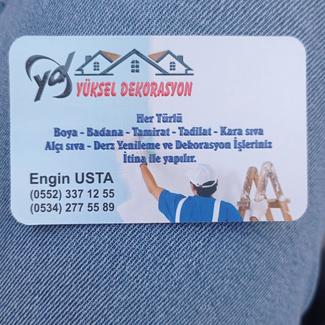 yd
YÜKSEL DEKORASYON
Her Türlü
Boya - Badana - Tamirat - Tadilat - Kara sıva
Alçı sıva - Derz Yenileme ve Dekorasyon İşleriniz
İtina ile yapılır.
Engin USTA
(0552) 337 12 55
(0534) 277 55 89